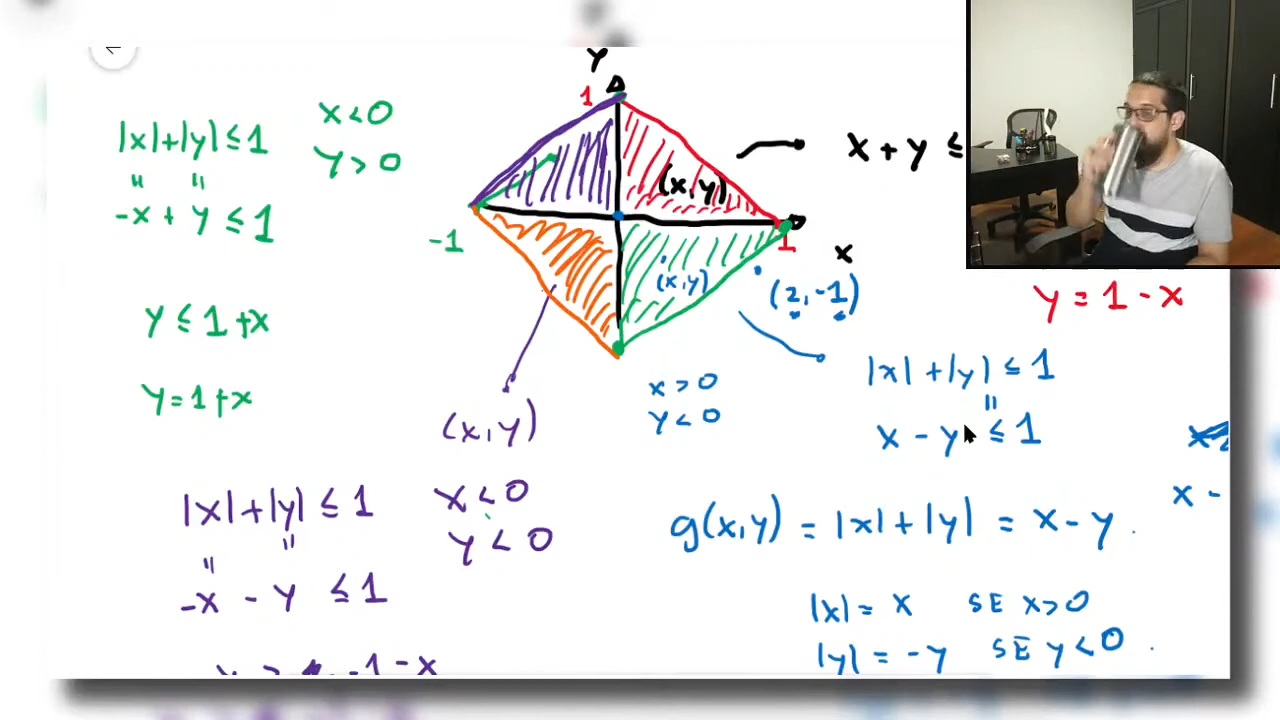 |x|+|y| ≤ 1
x < 0
y > 0
" "
-x + y ≤ 1
y ≤ 1+x
y = 1+x
y
1
-1
1
x
(x,y)
(x,y)
(2,-1)
(x,y)
x + y ≤
y = 1 - x
x > 0
y < 0
|x| + |y| ≤ 1
"
x - y ≤ 1
x -
g(x,y) = |x| + |y| = x - y .
|x| = x SE x>0
|y| = -y SE y<0 .
|x|+|y| ≤ 1
x < 0
y < 0
" "
-x - y ≤ 1
-1 - x